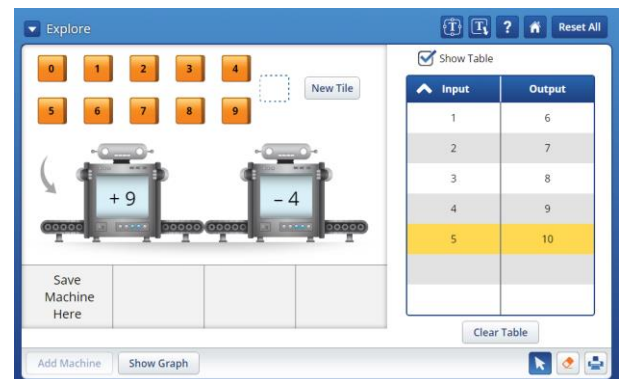 Explore
T T ? Reset All
0 1 2 3 4
New Tile
5 6 7 8 9
+ 9 – 4
Save
Machine
Here
Show Table
Input Output
1 6
2 7
3 8
4 9
5 10
Clear Table
Add Machine Show Graph